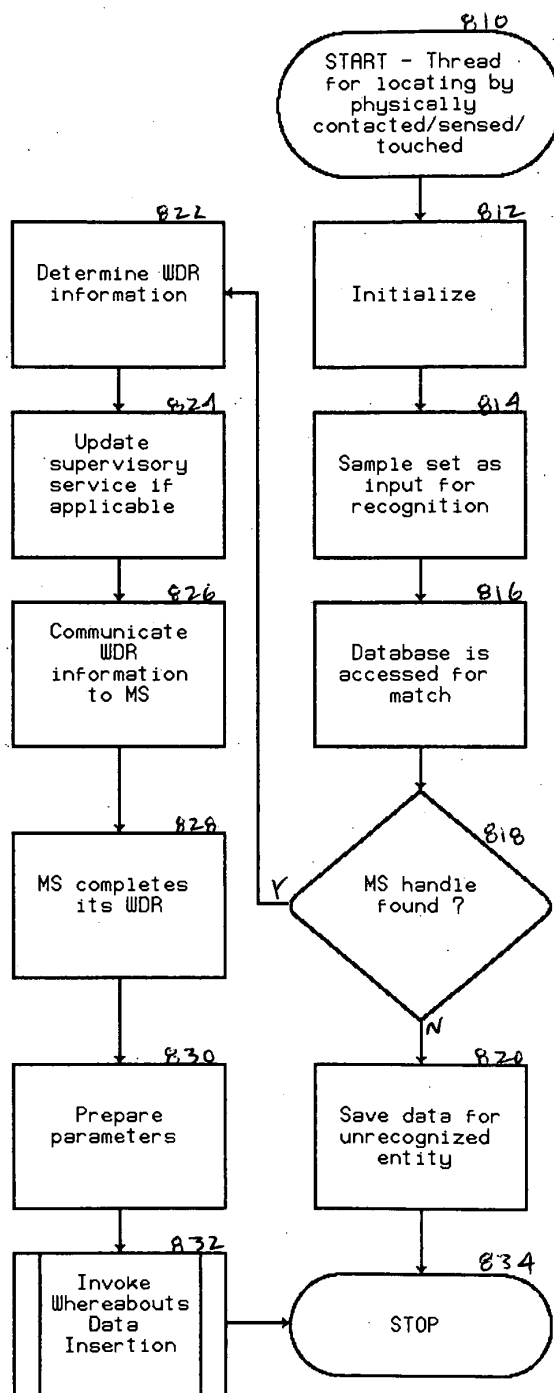 810
START - Thread
for locating by
physically
contacted/sensed/
touched
812
Initialize
814
Sample set as
input for
recognition
816
Database is
accessed for
match
818
MS handle
found ?
Y
N
820
Save data for
unrecognized
entity
822
Determine WDR
information
824
Update
supervisory
service if
applicable
826
Communicate
WDR
information
to MS
828
MS completes
its WDR
830
Prepare
parameters
832
Invoke
Whereabouts
Data
Insertion
834
STOP